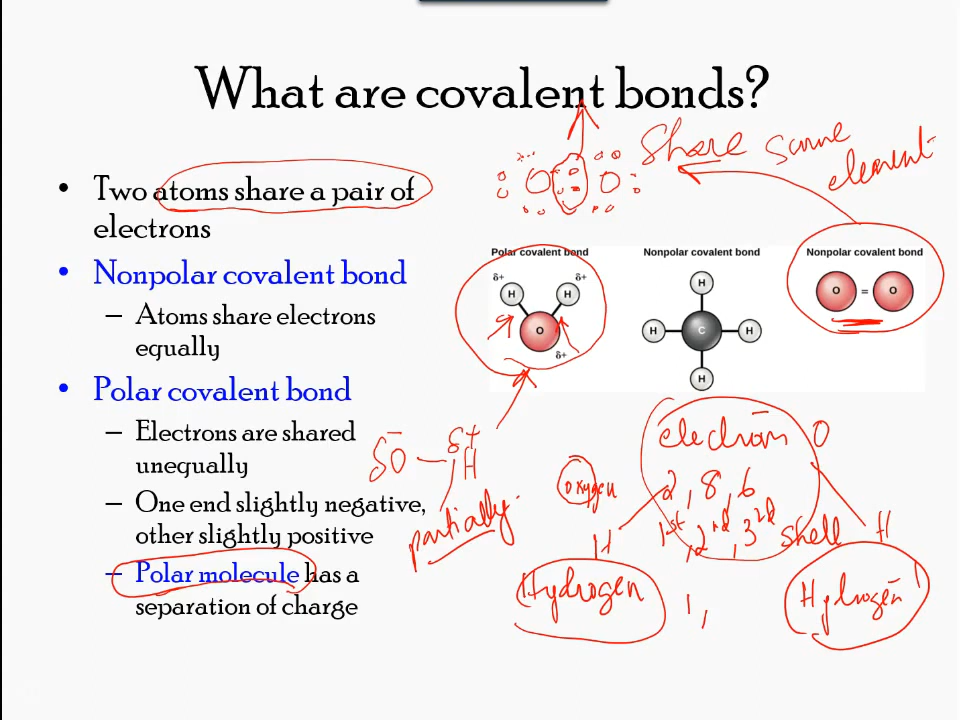 What are covalent bonds?
• Two atoms share a pair of
electrons
• Nonpolar covalent bond
– Atoms share electrons
equally
• Polar covalent bond
– Electrons are shared
unequally
– One end slightly negative,
other slightly positive
– Polar molecule has a
separation of charge
Share same
element
Polar covalent bond
δ+ δ+
H H
O
δ+
Nonpolar covalent bond
H
H C H
H
Nonpolar covalent bond
O = O
δ- δ+
O — H
partially
electron O
oxygen 2, 8, 6
1st, 2nd, 3rd shell
H H
Hydrogen 1,
Hydrogen 1